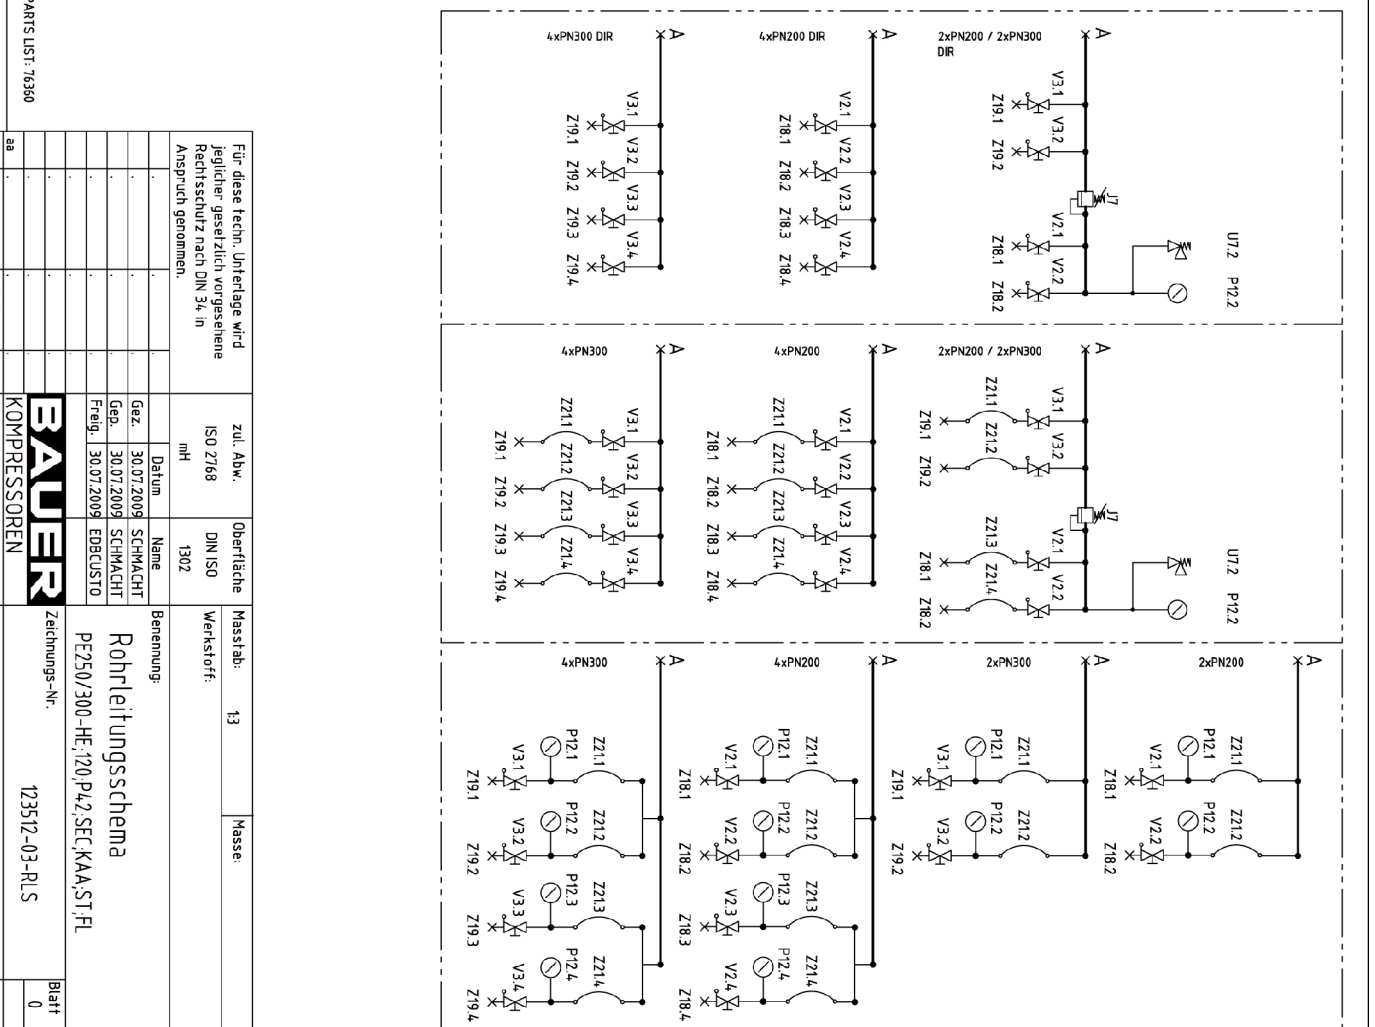 PARTS LIST: 76360
aa
Für diese techn. Unterlage wird
jeglicher gesetzlich vorgesehene
Rechtsschutz nach DIN 34 in
Anspruch genommen.
zul. Abw.
ISO 2768
mH
Oberfläche
DIN ISO
1302
Masstab:
1:3
Masse:
Werkstoff:
Datum
Name
Benennung:
Gez.
30.07.2009
SCHMACHT
Gep.
30.07.2009
SCHMACHT
Freig.
30.07.2009
EDBCUSTO
Rohrleitungsschema
PE250/300-HE;120;P42;SEC;KAA;ST;FL
BAUER
KOMPRESSOREN
Zeichnungs-Nr.
123512-03-RLS
Blatt
0
4xPN300 DIR
A
V3.1
Z19.1
V3.2
Z19.2
V3.3
Z19.3
V3.4
Z19.4
4xPN200 DIR
A
V2.1
Z18.1
V2.2
Z18.2
V2.3
Z18.3
V2.4
Z18.4
2xPN200 / 2xPN300
DIR
A
V3.1
Z19.1
V3.2
Z19.2
J7
V2.1
Z18.1
V2.2
Z18.2
U7.2
P12.2
4xPN300
A
Z21.1
V3.1
Z19.1
Z21.2
V3.2
Z19.2
Z21.3
V3.3
Z19.3
Z21.4
V3.4
Z19.4
4xPN200
A
Z21.1
V2.1
Z18.1
Z21.2
V2.2
Z18.2
Z21.3
V2.3
Z18.3
Z21.4
V2.4
Z18.4
2xPN200 / 2xPN300
A
Z21.1
V3.1
Z19.1
Z21.2
V3.2
Z19.2
J7
Z21.3
V2.1
Z18.1
Z21.4
V2.2
Z18.2
U7.2
P12.2
4xPN300
A
V3.1
P12.1
Z21.1
Z19.1
V3.2
P12.2
Z21.2
Z19.2
V3.3
P12.3
Z21.3
Z19.3
V3.4
P12.4
Z21.4
Z19.4
4xPN200
A
V2.1
P12.1
Z21.1
Z18.1
V2.2
P12.2
Z21.2
Z18.2
V2.3
P12.3
Z21.3
Z18.3
V2.4
P12.4
Z21.4
Z18.4
2xPN300
A
V3.1
P12.1
Z21.1
Z19.1
V3.2
P12.2
Z21.2
Z19.2
2xPN200
A
V2.1
P12.1
Z21.1
Z18.1
V2.2
P12.2
Z21.2
Z18.2